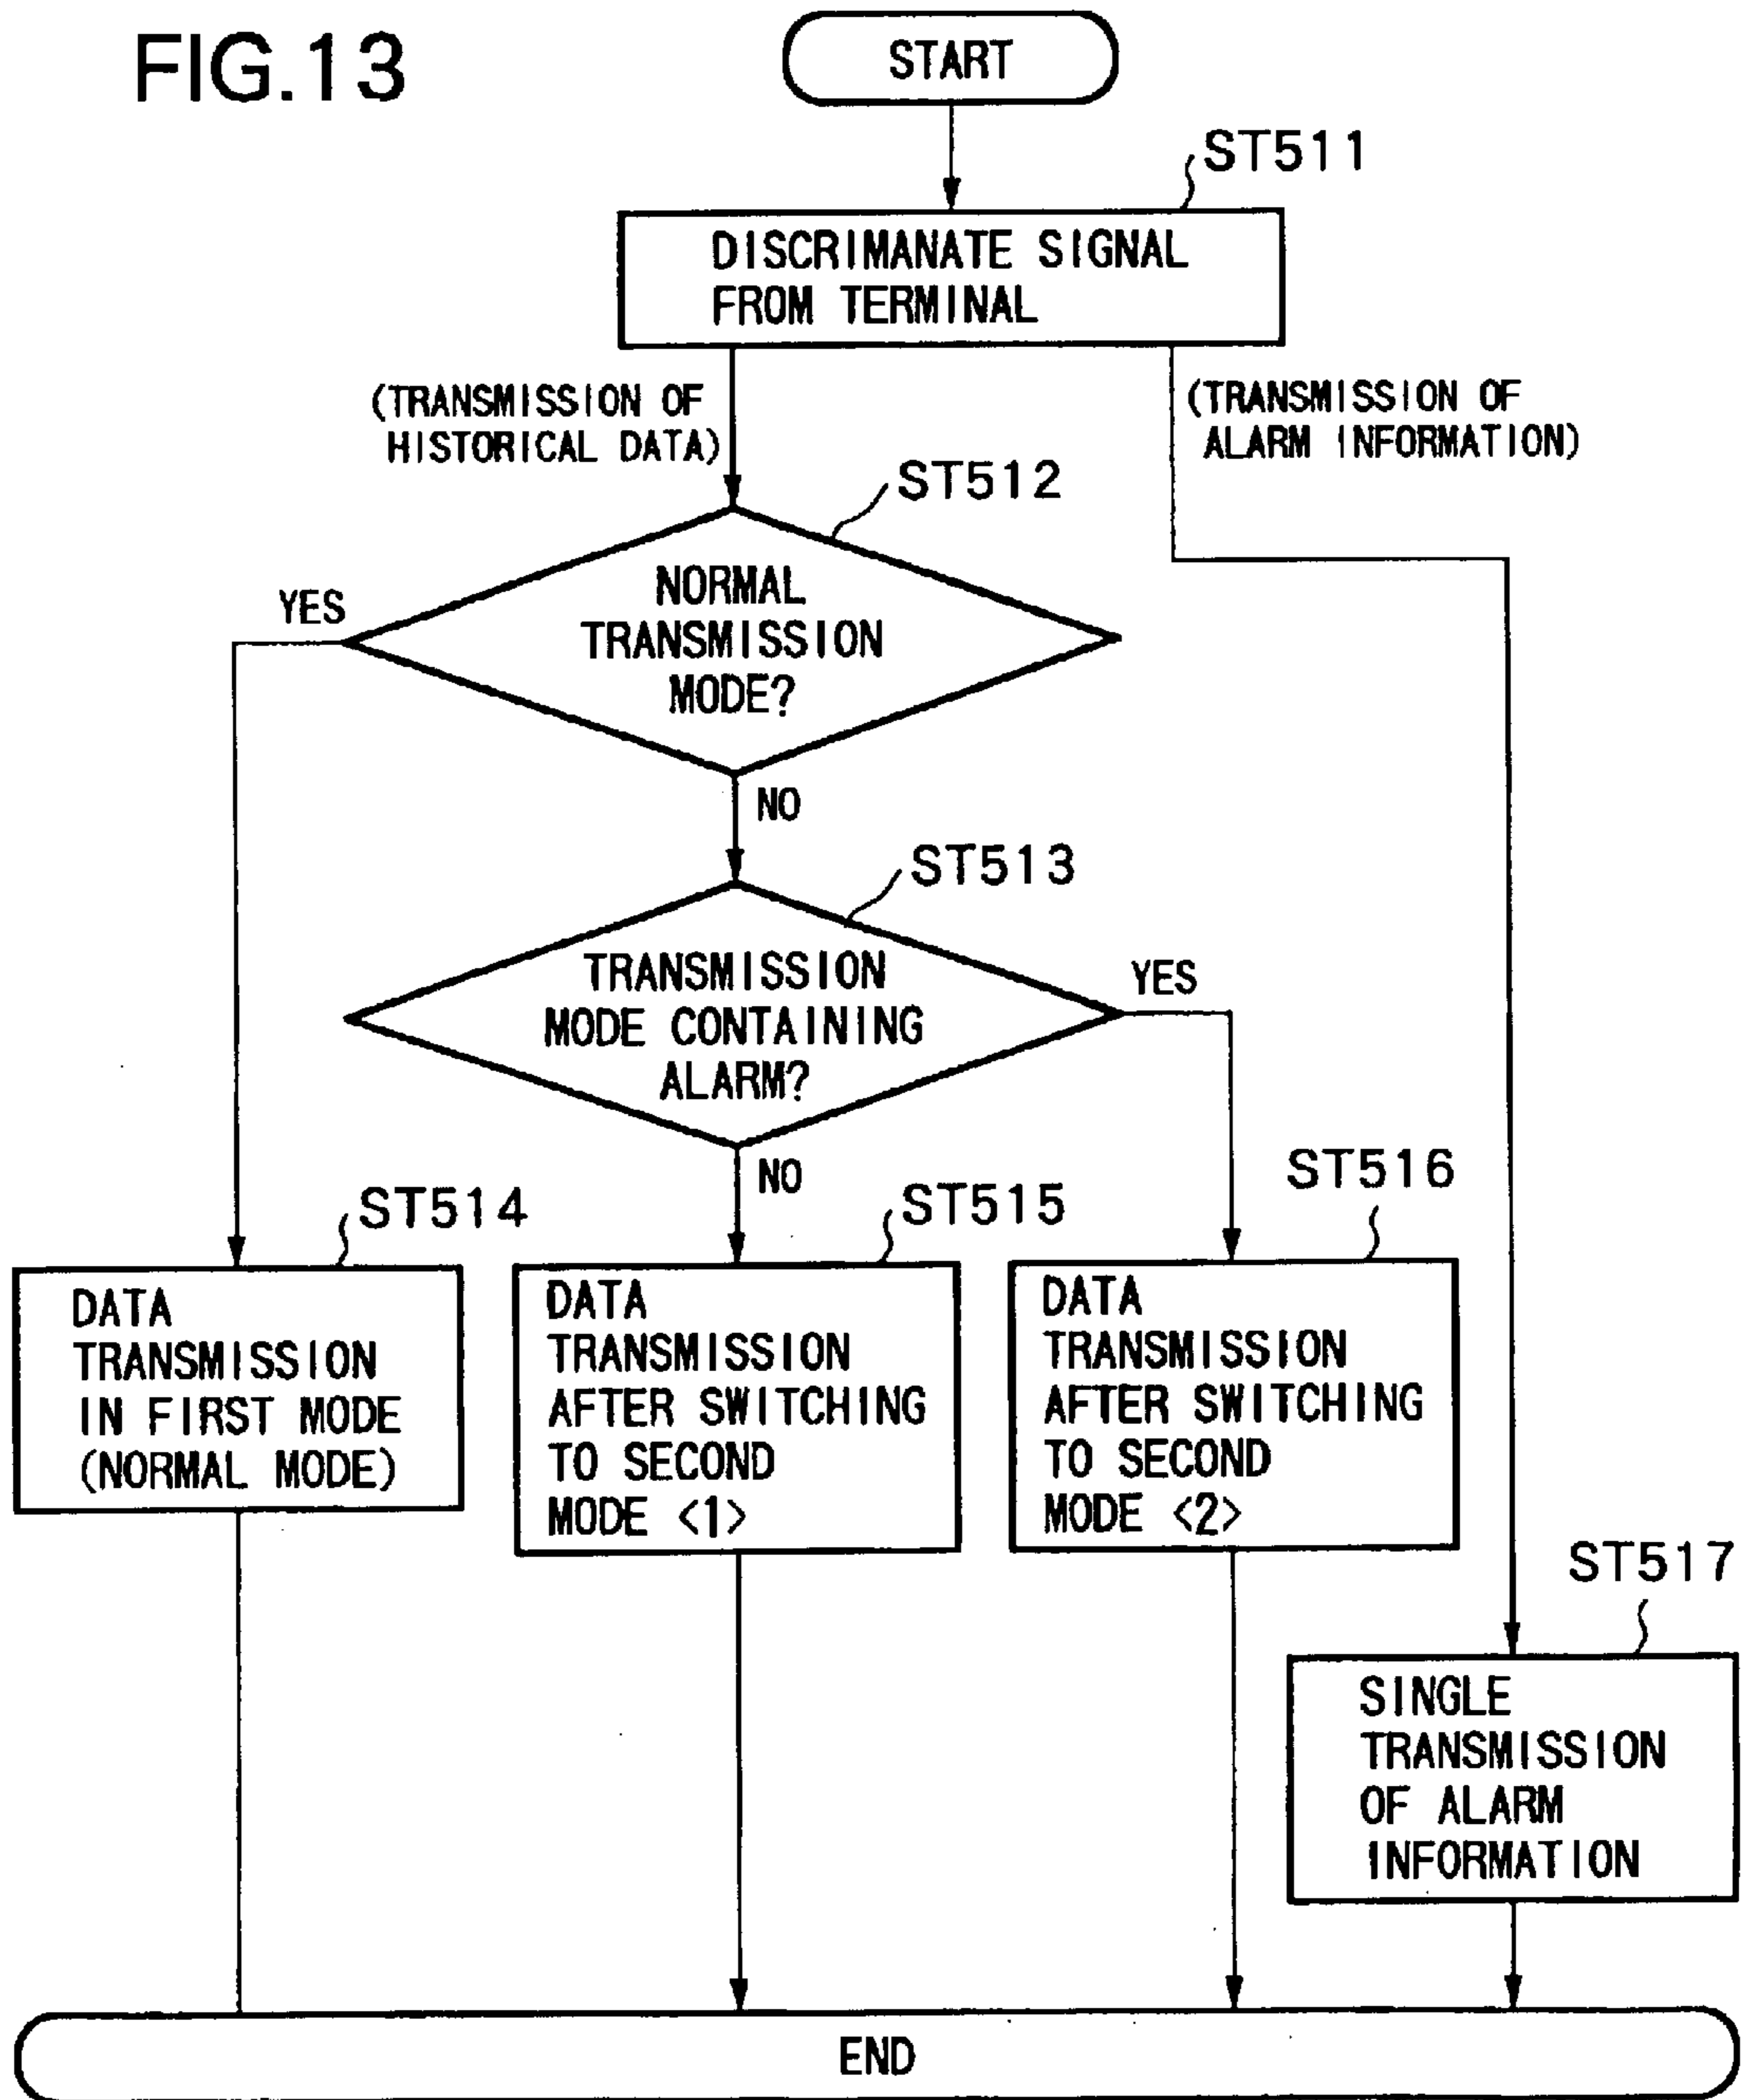 FIG.13
START
ST511
DISCRIMANATE SIGNAL
FROM TERMINAL
(TRANSMISSION OF
HISTORICAL DATA)
(TRANSMISSION OF
ALARM INFORMATION)
ST512
NORMAL
TRANSMISSION
MODE?
YES
NO
ST513
TRANSMISSION
MODE CONTAINING
ALARM?
YES
NO
ST514
DATA
TRANSMISSION
IN FIRST MODE
(NORMAL MODE)
ST515
DATA
TRANSMISSION
AFTER SWITCHING
TO SECOND
MODE <1>
ST516
DATA
TRANSMISSION
AFTER SWITCHING
TO SECOND
MODE <2>
ST517
SINGLE
TRANSMISSION
OF ALARM
INFORMATION
END